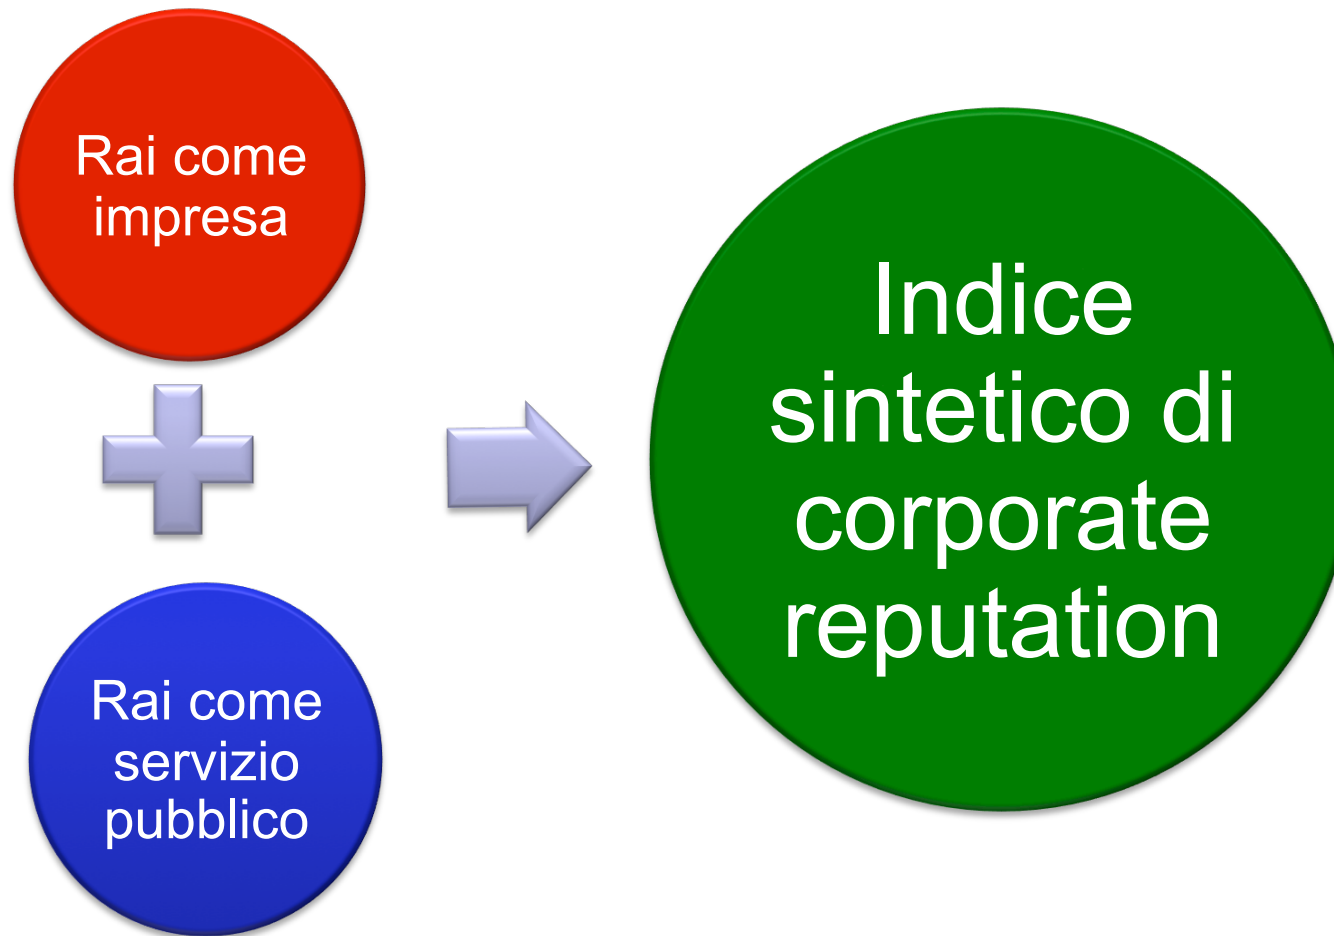 Rai come
impresa
Rai come
servizio
pubblico
Indice
sintetico di
corporate
reputation